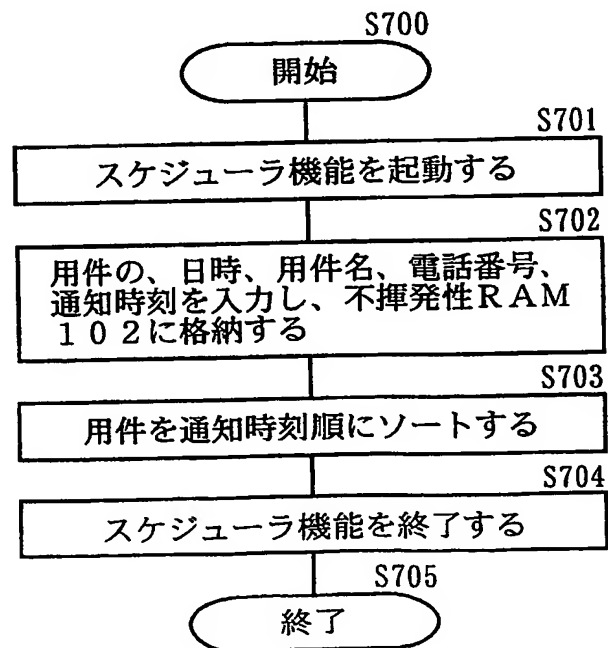 S700
開始
S701
スケジューラ機能を起動する
S702
用件の、日時、用件名、電話番号、
通知時刻を入力し、不揮発性RAM
102に格納する
S703
用件を通知時刻順にソートする
S704
スケジューラ機能を終了する
S705
終了